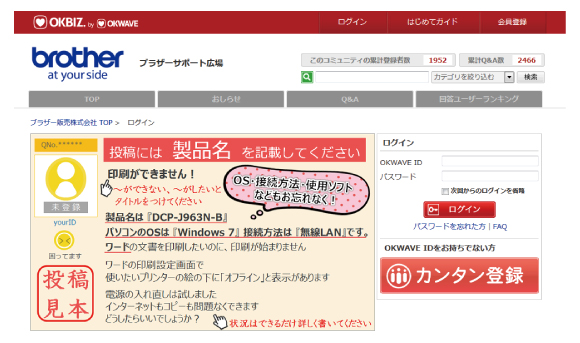 OKBIZ. by OKWAVE
ログイン はじめてガイド 会員登録
brother
at your side
ブラザーサポート広場
このコミュニティの累計登録者数 1952 累計Q&A数 2466
カテゴリを絞り込む 検索
TOP おしらせ Q&A 回答ユーザーランキング
ブラザー販売株式会社 TOP > ログイン
QNo.******
未登録
yourID
困ってます
投稿
見本
投稿には 製品名 を記載してください
印刷ができません！
～ができない、～がしたいと
タイトルをつけてください
OS・接続方法・使用ソフト
などもお忘れなく！
製品名は『DCP-J963N-B』
パソコンのOSは『Windows 7』接続方法は『無線LAN』です。
ワードの文書を印刷したいのに、印刷が始まりません
ワードの印刷設定画面で
使いたいプリンターの絵の下に「オフライン」と表示があります
電源の入れ直しは試しました
インターネットもコピーも問題なくできます
どうしたらいいでしょうか？
状況はできるだけ詳しく書いてください
ログイン
OKWAVE ID
パスワード
次回からのログインを省略
ログイン
パスワードを忘れた方 | FAQ
OKWAVE IDをお持ちでない方
カンタン登録